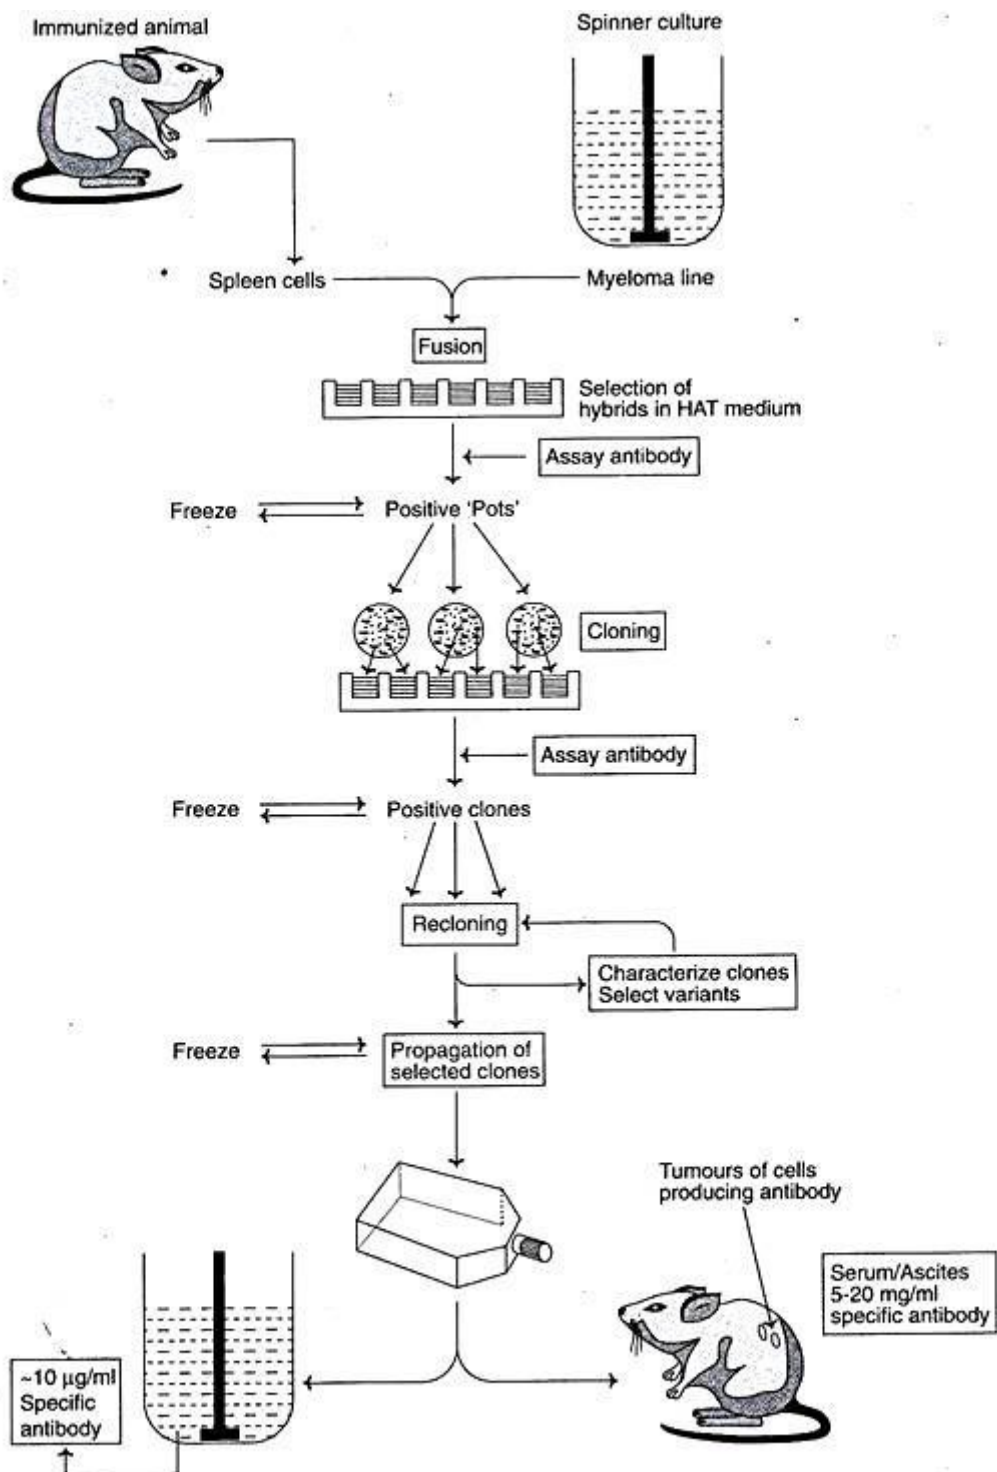 Immunized animal
Spinner culture
Spleen cells
Myeloma line
Fusion
Selection of
hybrids in HAT medium
Assay antibody
Freeze
Positive 'Pots'
Cloning
Assay antibody
Freeze
Positive clones
Recloning
Characterize clones
Select variants
Freeze
Propagation of
selected clones
Tumours of cells
producing antibody
Serum/Ascites
5-20 mg/ml
specific antibody
~10 μg/ml
Specific
antibody